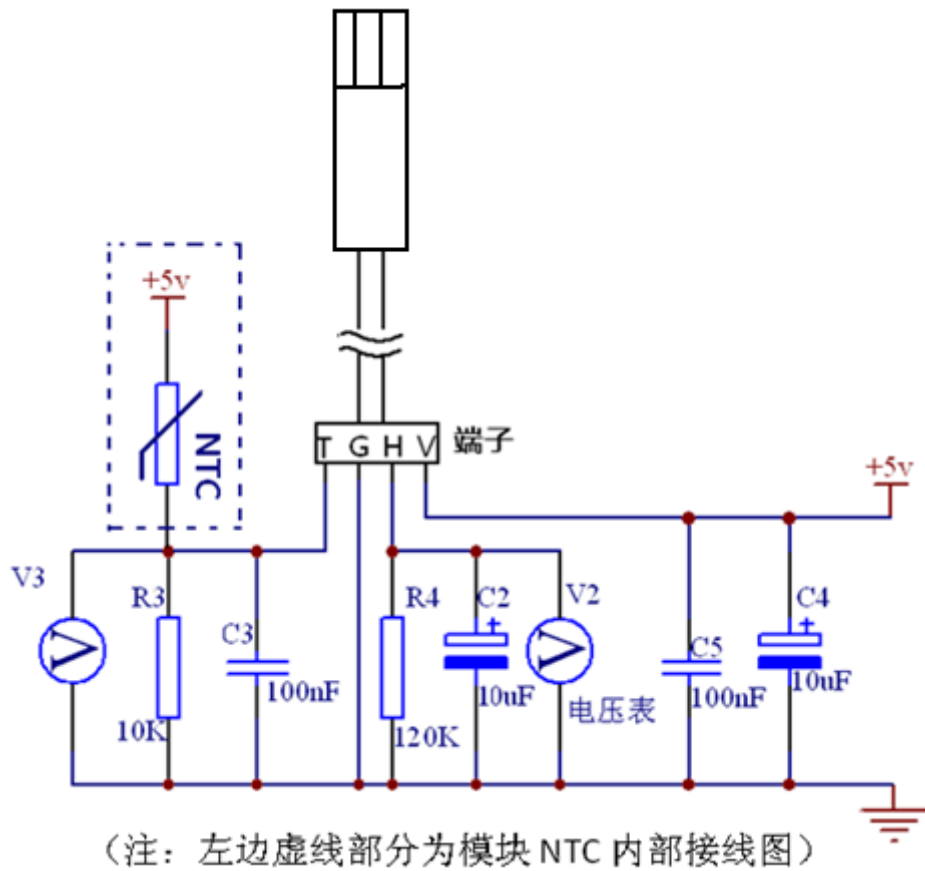 +5v
NTC
T G H V
端子
+5v
V3
R3
C3
100nF
10K
R4
120K
C2
10uF
V2
V
V
电压表
C5
100nF
C4
10uF
（注：左边虚线部分为模块 NTC 内部接线图）